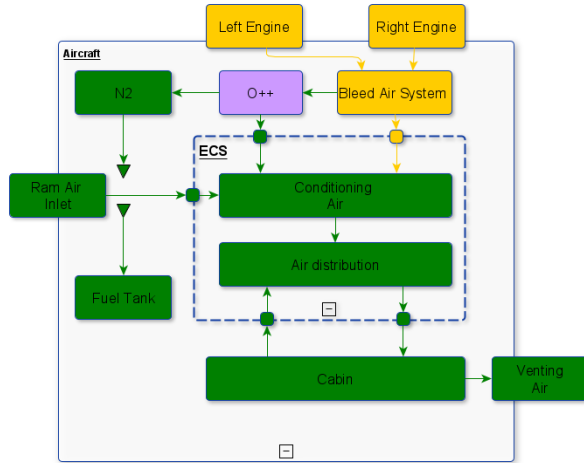 Left Engine
Right Engine
Aircraft
N2
O++
Bleed Air System
ECS
Ram Air
Inlet
Conditioning
Air
Air distribution
Fuel Tank
Cabin
Venting
Air